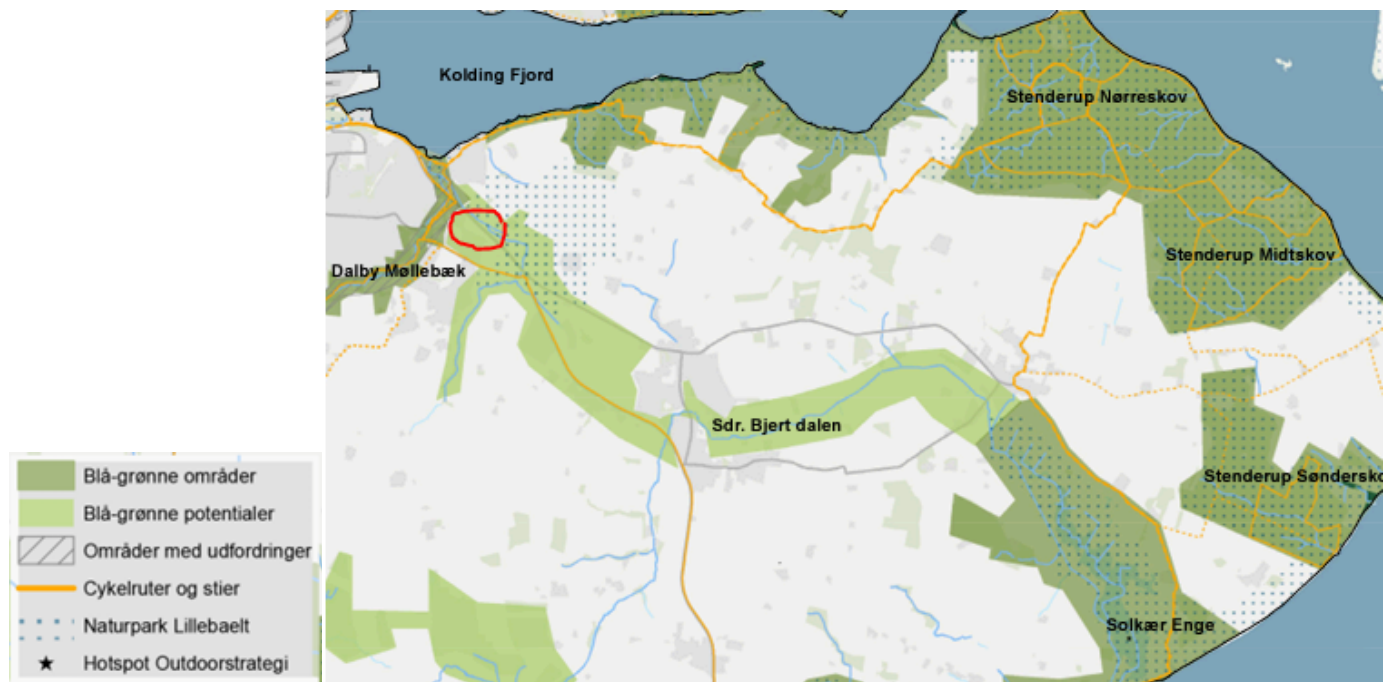 Kolding Fjord
Stenderup Nørreskov
Stenderup Midtskov
Dalby Møllebæk
Sdr. Bjert dalen
Stenderup Søndersko
Solkær Enge
Blå-grønne områder
Blå-grønne potentialer
Områder med udfordringer
Cykelruter og stier
Naturpark Lillebaelt
Hotspot Outdoorstrategi